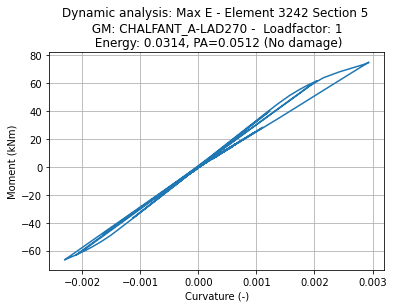 Dynamic analysis: Max E - Element 3242 Section 5
GM: CHALFANT_A-LAD270 - Loadfactor: 1
Energy: 0.0314, PA=0.0512 (No damage)
80
60
40
20
0
−20
−40
−60
Moment (kNm)
−0.002 −0.001 0.000 0.001 0.002 0.003
Curvature (-)